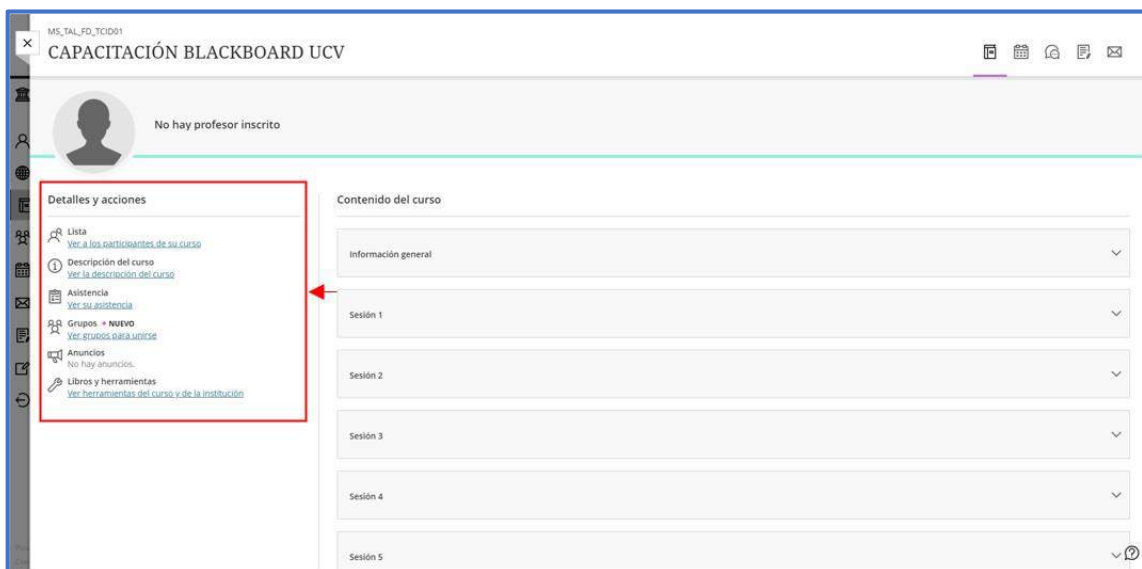 MS_TAL_FD_TCID01
CAPACITACIÓN BLACKBOARD UCV
No hay profesor inscrito
Detalles y acciones
Lista
Ver a los participantes de su curso
Descripción del curso
Ver la descripción del curso
Asistencia
Ver su asistencia
Grupos + NUEVO
Ver grupos para unirse
Anuncios
No hay anuncios.
Libros y herramientas
Ver herramientas del curso y de la institución
Contenido del curso
Información general
Sesión 1
Sesión 2
Sesión 3
Sesión 4
Sesión 5